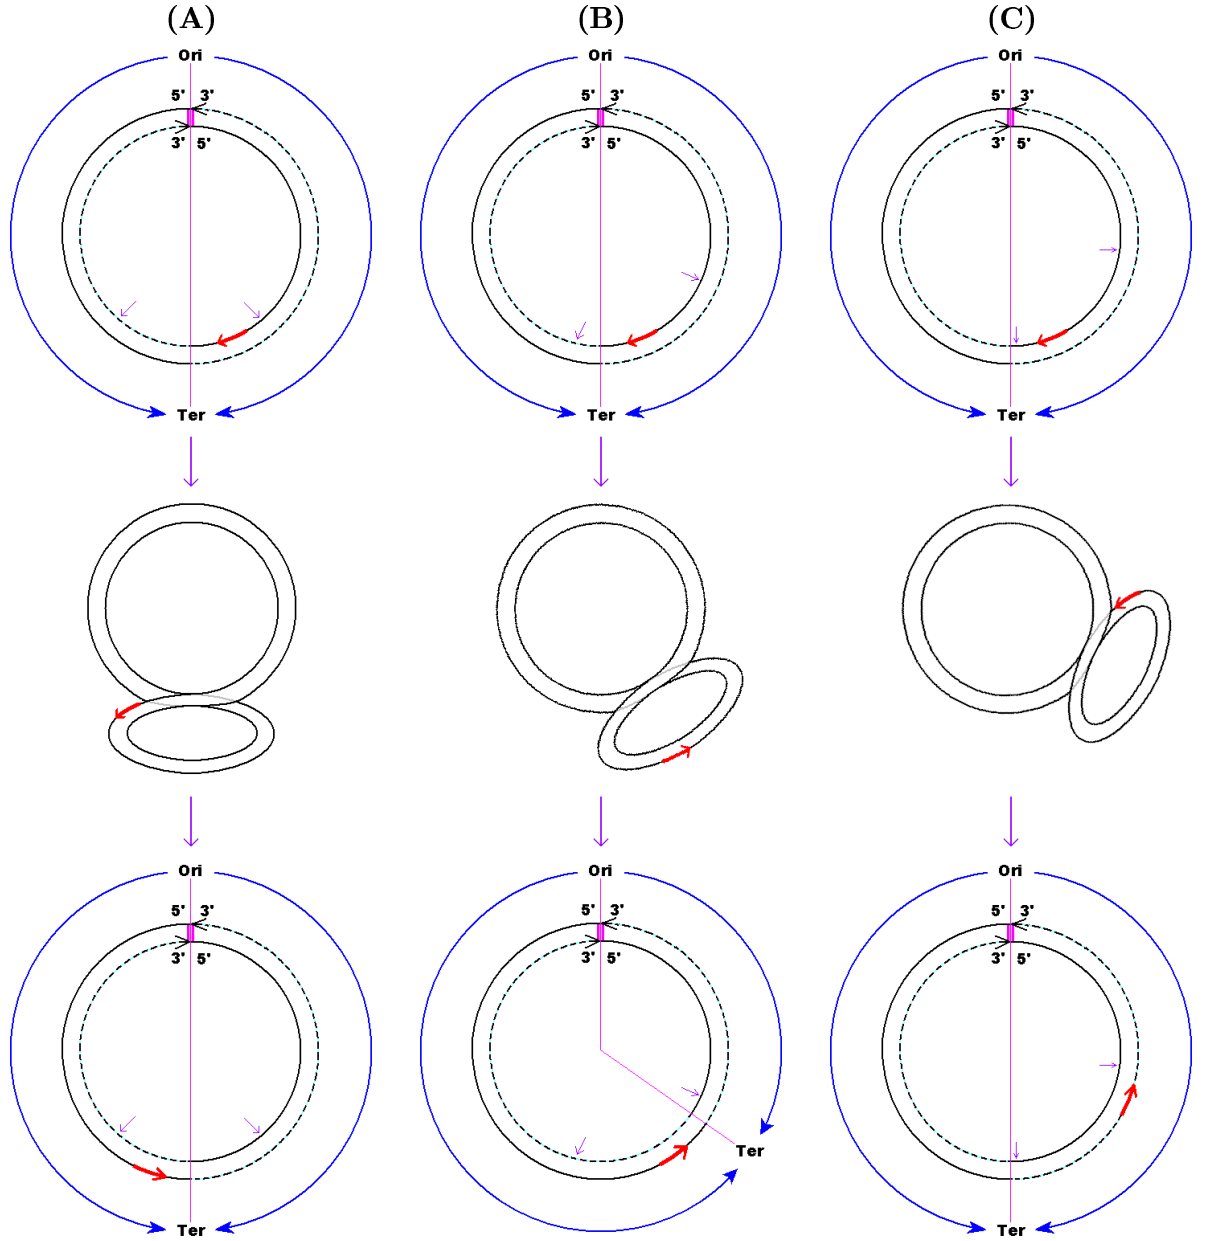 (A) (B) (C)
Ori Ori Ori
5' 3' 5' 3' 5' 3'
3' 5' 3' 5' 3' 5'
Ter Ter Ter
Ori Ori Ori
5' 3' 5' 3' 5' 3'
3' 5' 3' 5' 3' 5'
Ter
Ter Ter